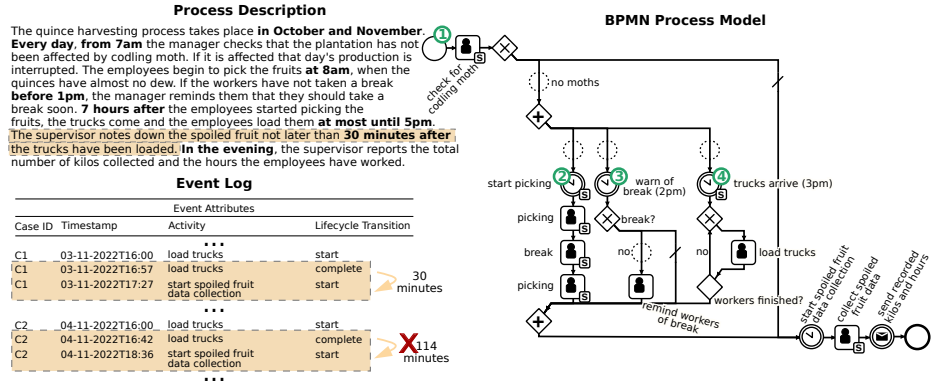 Process Description
The quince harvesting process takes place in October and November.
Every day, from 7am the manager checks that the plantation has not
been affected by codling moth. If it is affected that day's production is
interrupted. The employees begin to pick the fruits at 8am, when the
quinces have almost no dew. If the workers have not taken a break
before 1pm, the manager reminds them that they should take a
break soon. 7 hours after the employees started picking the
fruits, the trucks come and the employees load them at most until 5pm.
The supervisor notes down the spoiled fruit not later than 30 minutes after
the trucks have been loaded. In the evening, the supervisor reports the total
number of kilos collected and the hours the employees have worked.
Event Log
Event Attributes
Case ID Timestamp Activity Lifecycle Transition
...
C1 03-11-2022T16:00 load trucks start
C1 03-11-2022T16:57 load trucks complete
C1 03-11-2022T17:27 start spoiled fruit start
data collection
30
minutes
...
C2 04-11-2022T16:00 load trucks start
C2 04-11-2022T16:42 load trucks complete
C2 04-11-2022T18:36 start spoiled fruit start
data collection
X 114
minutes
...
BPMN Process Model
1
S
check for
codling moth
no moths
start picking 2 S
3 warn of
break (2pm)
4 S trucks arrive (3pm)
picking S
break?
break S
no
no
load trucks
picking S
remind workers
of break
workers finished?
start spoiled fruit
data collection
collect spoiled
fruit data
S
send recorded
kilos and hours
S